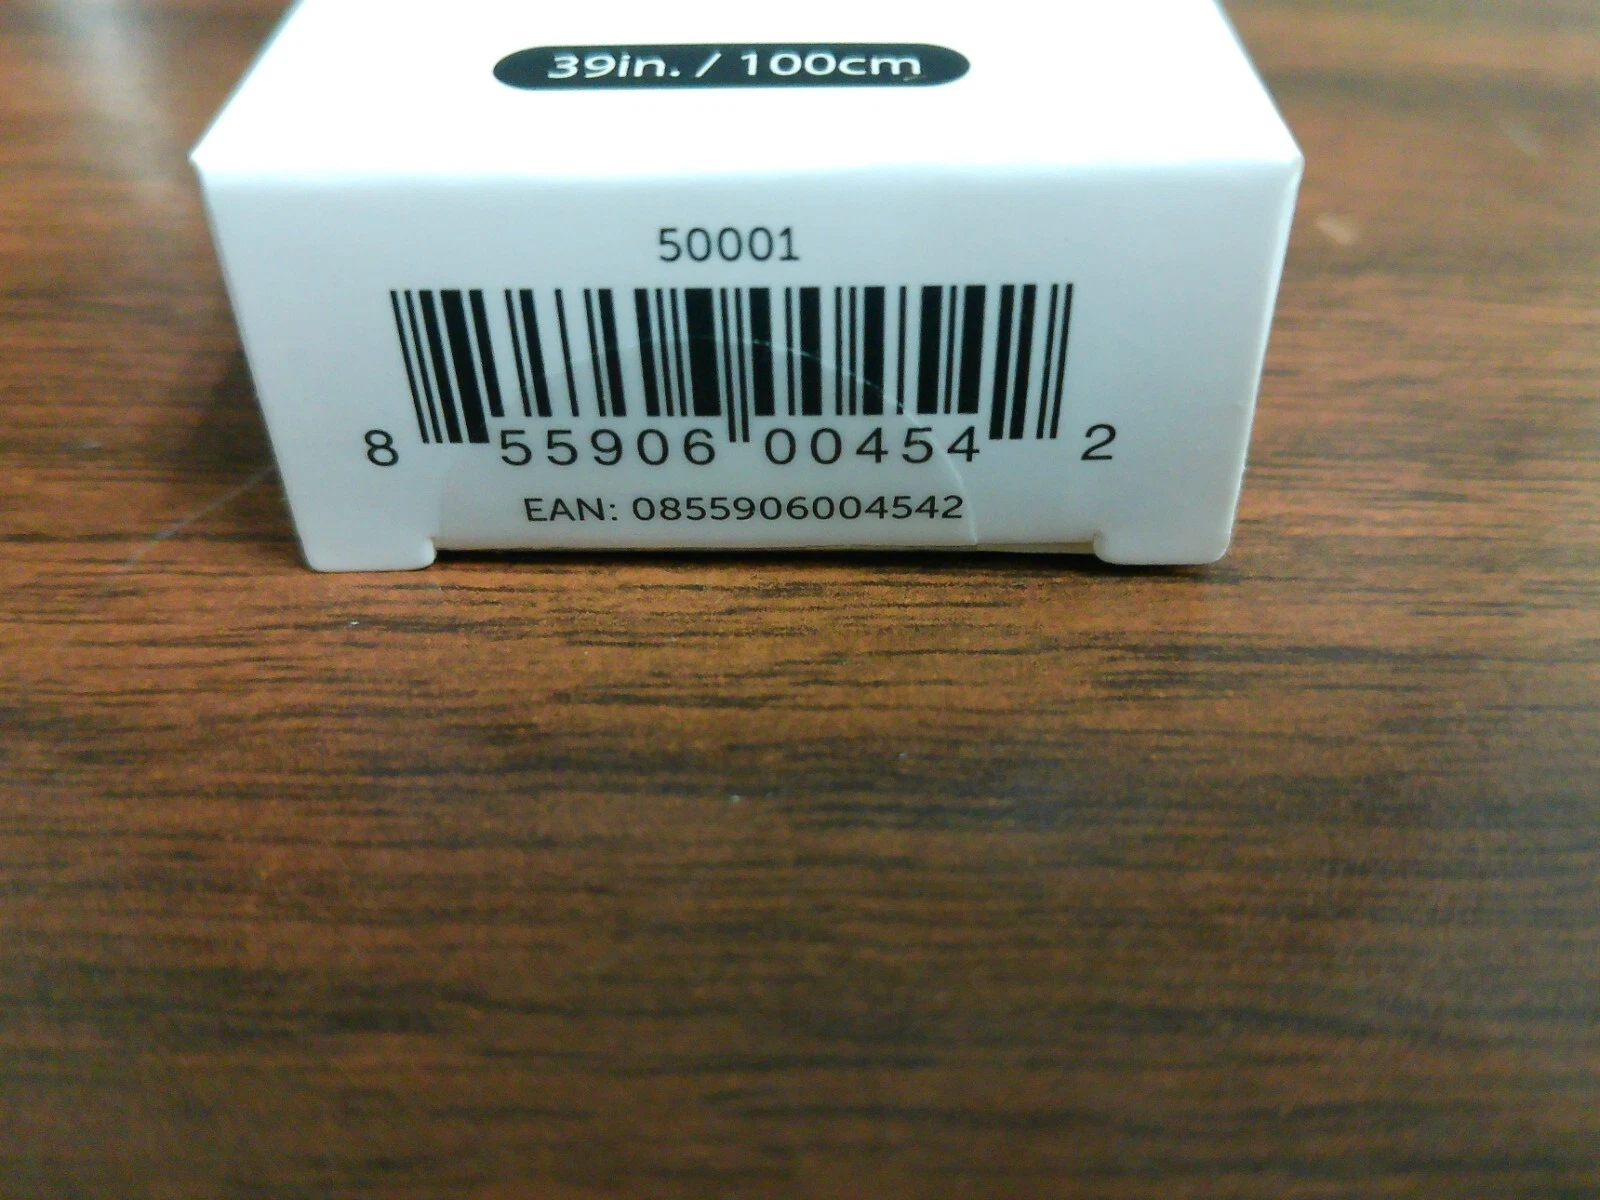 39in. / 100cm
50001
8 55906 00454 2
EAN: 0855906004542